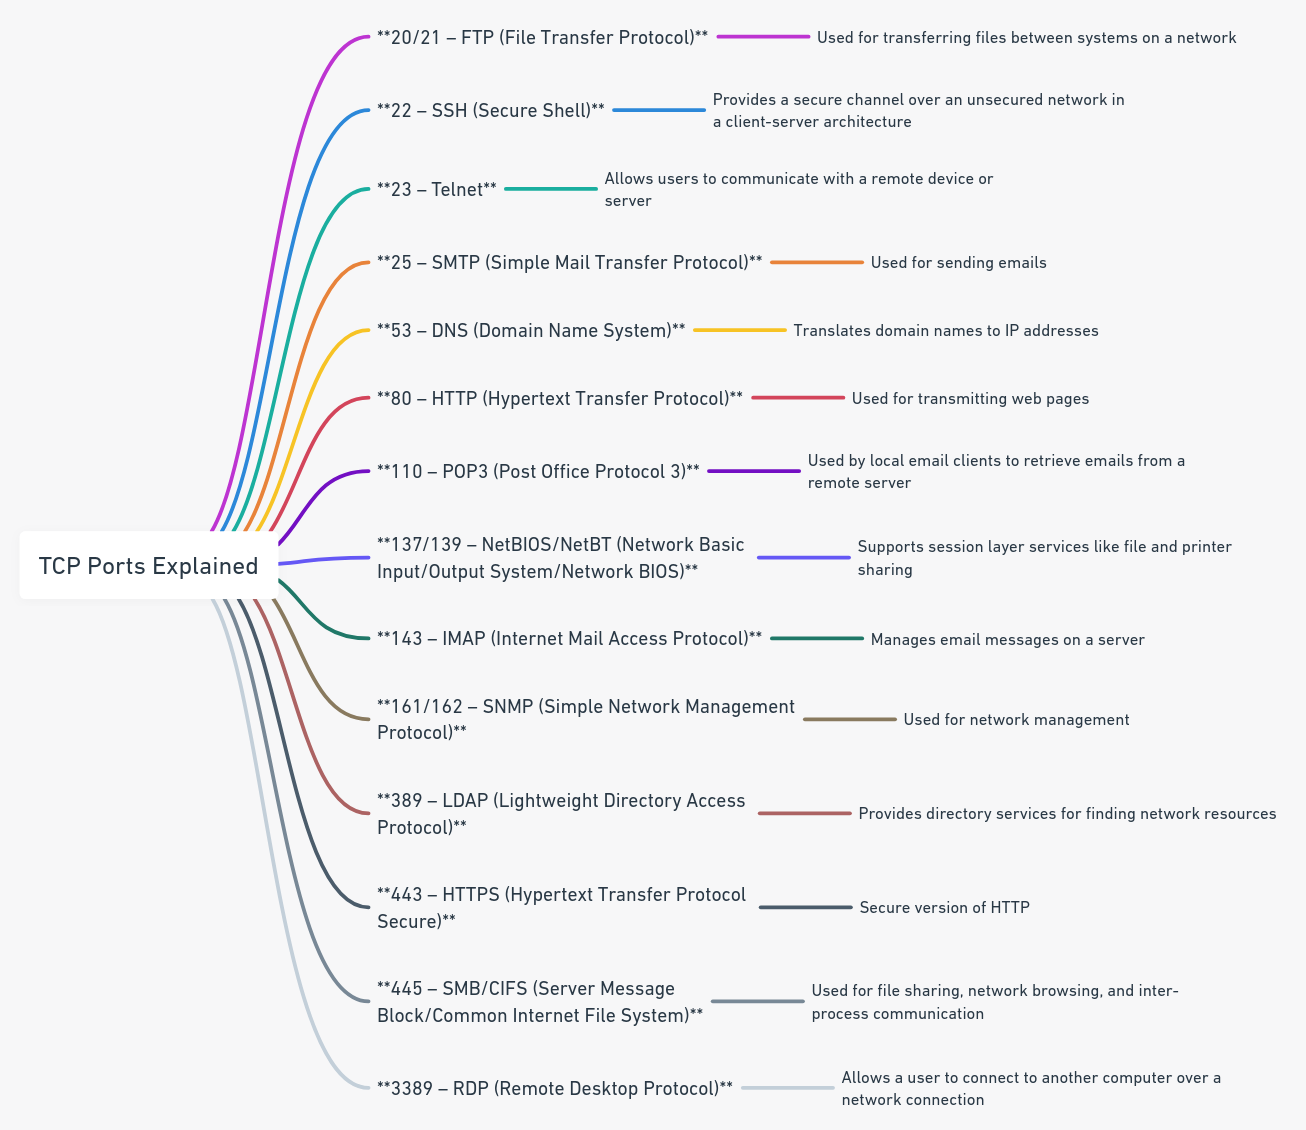 **20/21 – FTP (File Transfer Protocol)**
Used for transferring files between systems on a network
**22 – SSH (Secure Shell)**
Provides a secure channel over an unsecured network in
a client-server architecture
**23 – Telnet**
Allows users to communicate with a remote device or
server
**25 – SMTP (Simple Mail Transfer Protocol)**
Used for sending emails
**53 – DNS (Domain Name System)**
Translates domain names to IP addresses
**80 – HTTP (Hypertext Transfer Protocol)**
Used for transmitting web pages
**110 – POP3 (Post Office Protocol 3)**
Used by local email clients to retrieve emails from a
remote server
TCP Ports Explained
**137/139 – NetBIOS/NetBT (Network Basic
Input/Output System/Network BIOS)**
Supports session layer services like file and printer
sharing
**143 – IMAP (Internet Mail Access Protocol)**
Manages email messages on a server
**161/162 – SNMP (Simple Network Management
Protocol)**
Used for network management
**389 – LDAP (Lightweight Directory Access
Protocol)**
Provides directory services for finding network resources
**443 – HTTPS (Hypertext Transfer Protocol
Secure)**
Secure version of HTTP
**445 – SMB/CIFS (Server Message
Block/Common Internet File System)**
Used for file sharing, network browsing, and inter-
process communication
**3389 – RDP (Remote Desktop Protocol)**
Allows a user to connect to another computer over a
network connection